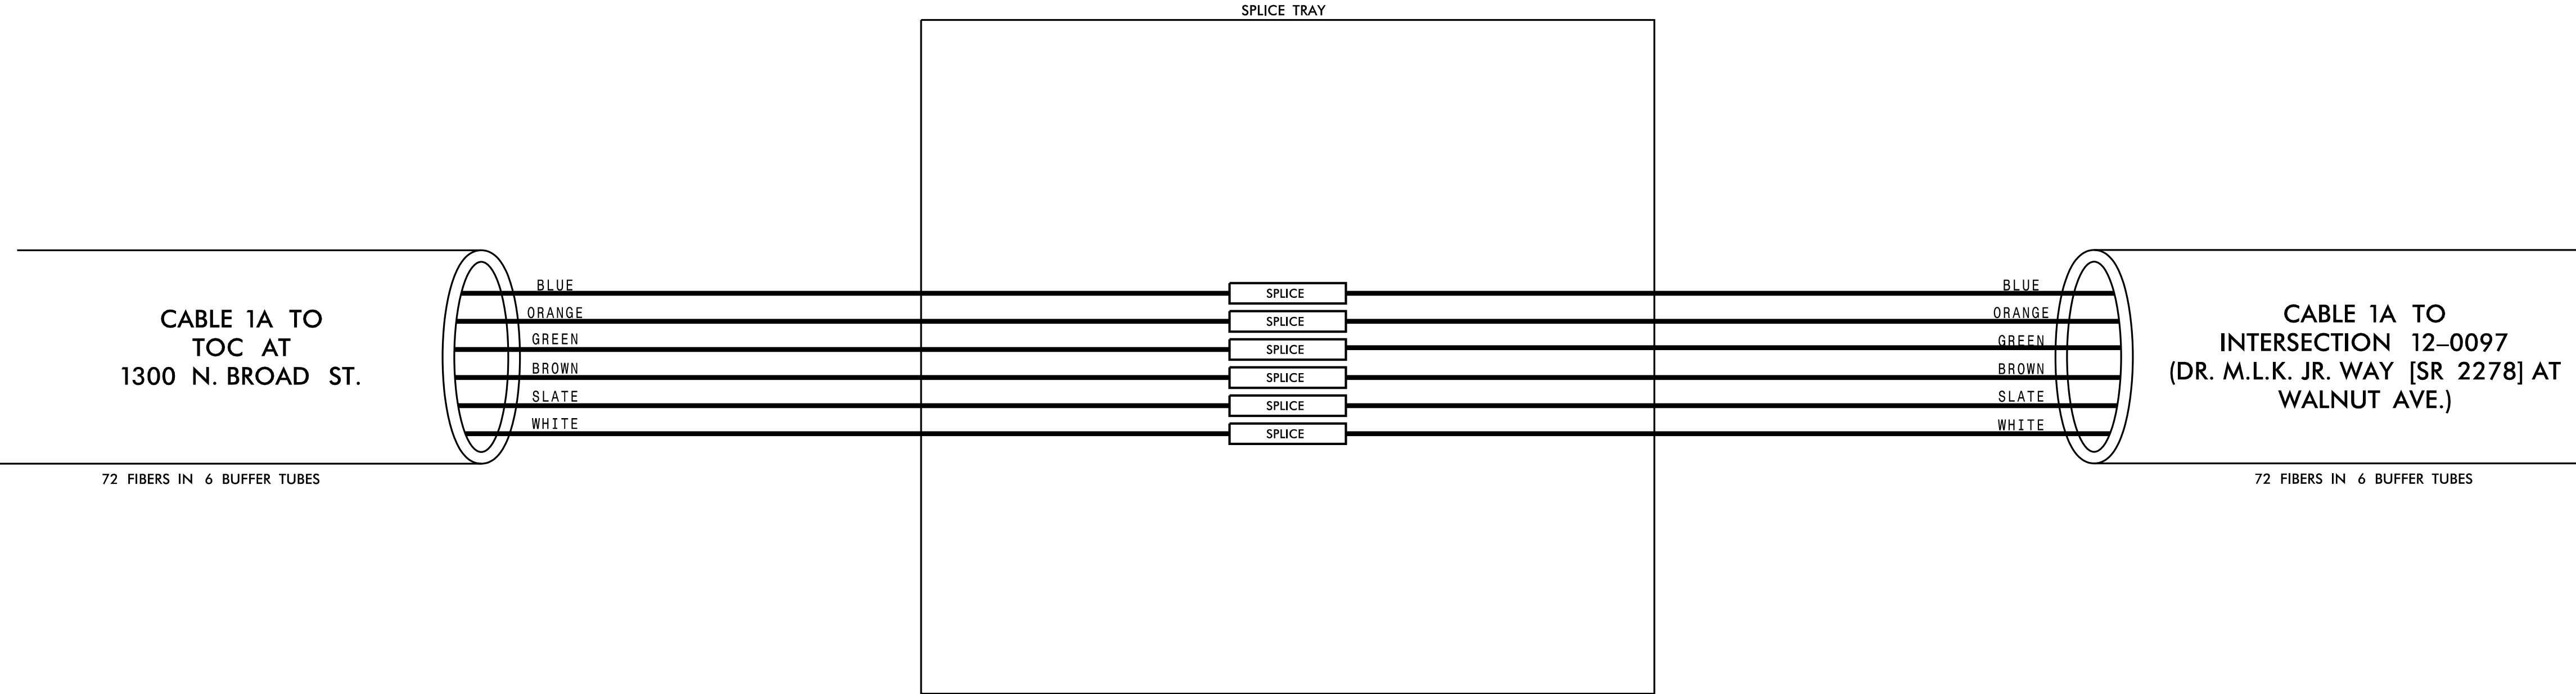 SPLICE TRAY
CABLE 1A TO
TOC AT
1300 N. BROAD ST.
72 FIBERS IN 6 BUFFER TUBES
BLUE
ORANGE
GREEN
BROWN
SLATE
WHITE
SPLICE
SPLICE
SPLICE
SPLICE
SPLICE
SPLICE
BLUE
ORANGE
GREEN
BROWN
SLATE
WHITE
CABLE 1A TO
INTERSECTION 12–0097
(DR. M.L.K. JR. WAY [SR 2278] AT
WALNUT AVE.)
72 FIBERS IN 6 BUFFER TUBES